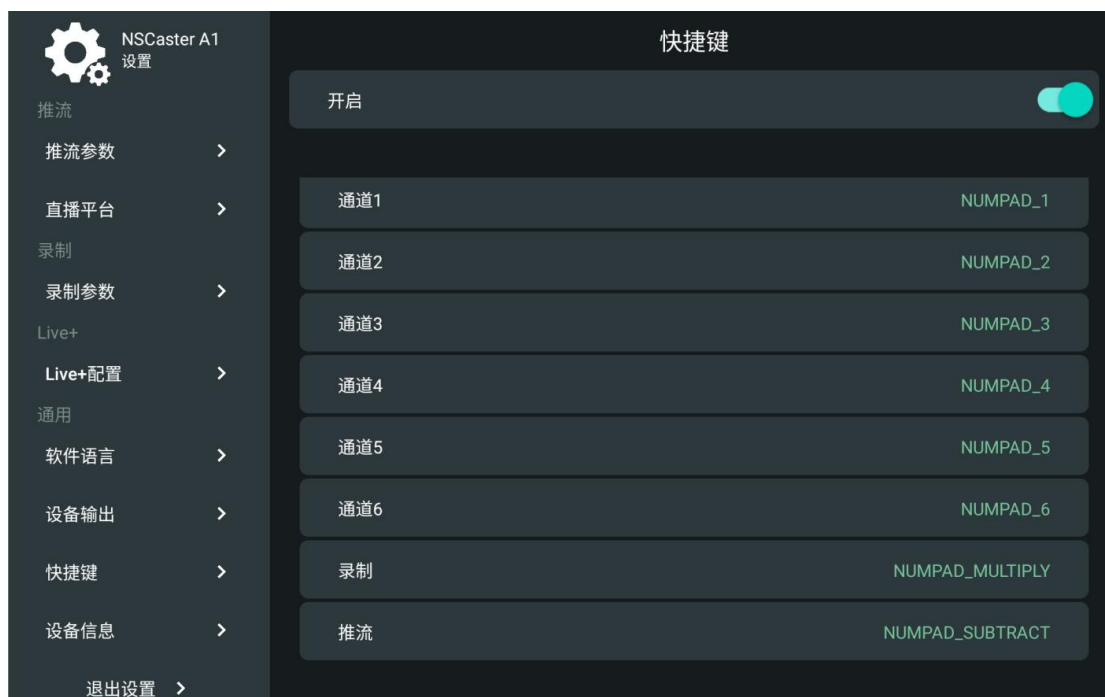 NSCaster A1
设置
推流
推流参数
直播平台
录制
录制参数
Live+
Live+配置
通用
软件语言
设备输出
快捷键
设备信息
退出设置
快捷键
开启
通道1 NUMPAD_1
通道2 NUMPAD_2
通道3 NUMPAD_3
通道4 NUMPAD_4
通道5 NUMPAD_5
通道6 NUMPAD_6
录制 NUMPAD_MULTIPLY
推流 NUMPAD_SUBTRACT